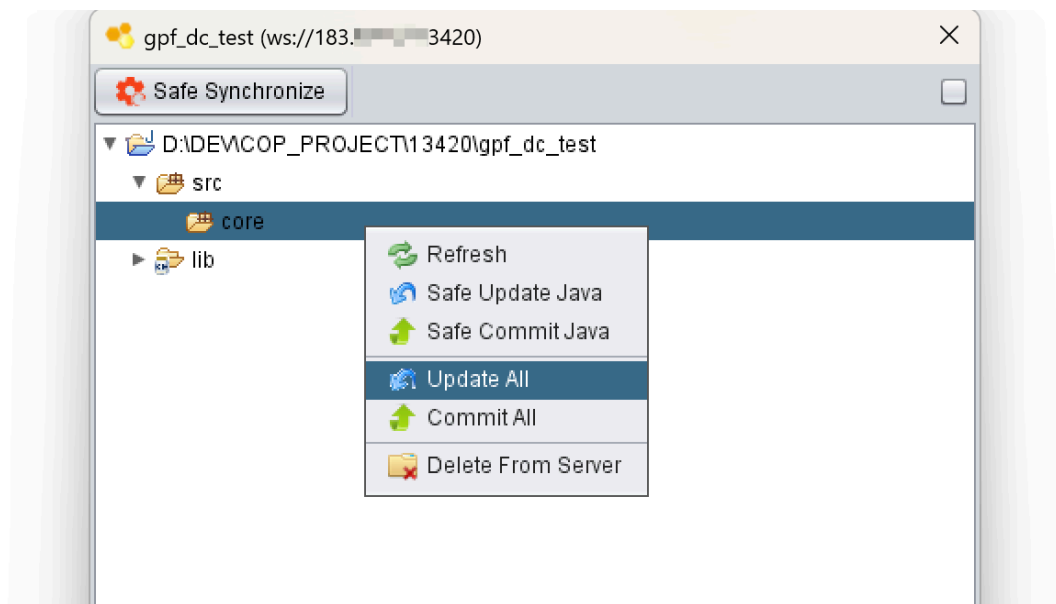 gpf_dc_test (ws://183. 3420)
Safe Synchronize
D:\DEV\COP_PROJECT\13420\gpf_dc_test
src
core
lib
Refresh
Safe Update Java
Safe Commit Java
Update All
Commit All
Delete From Server